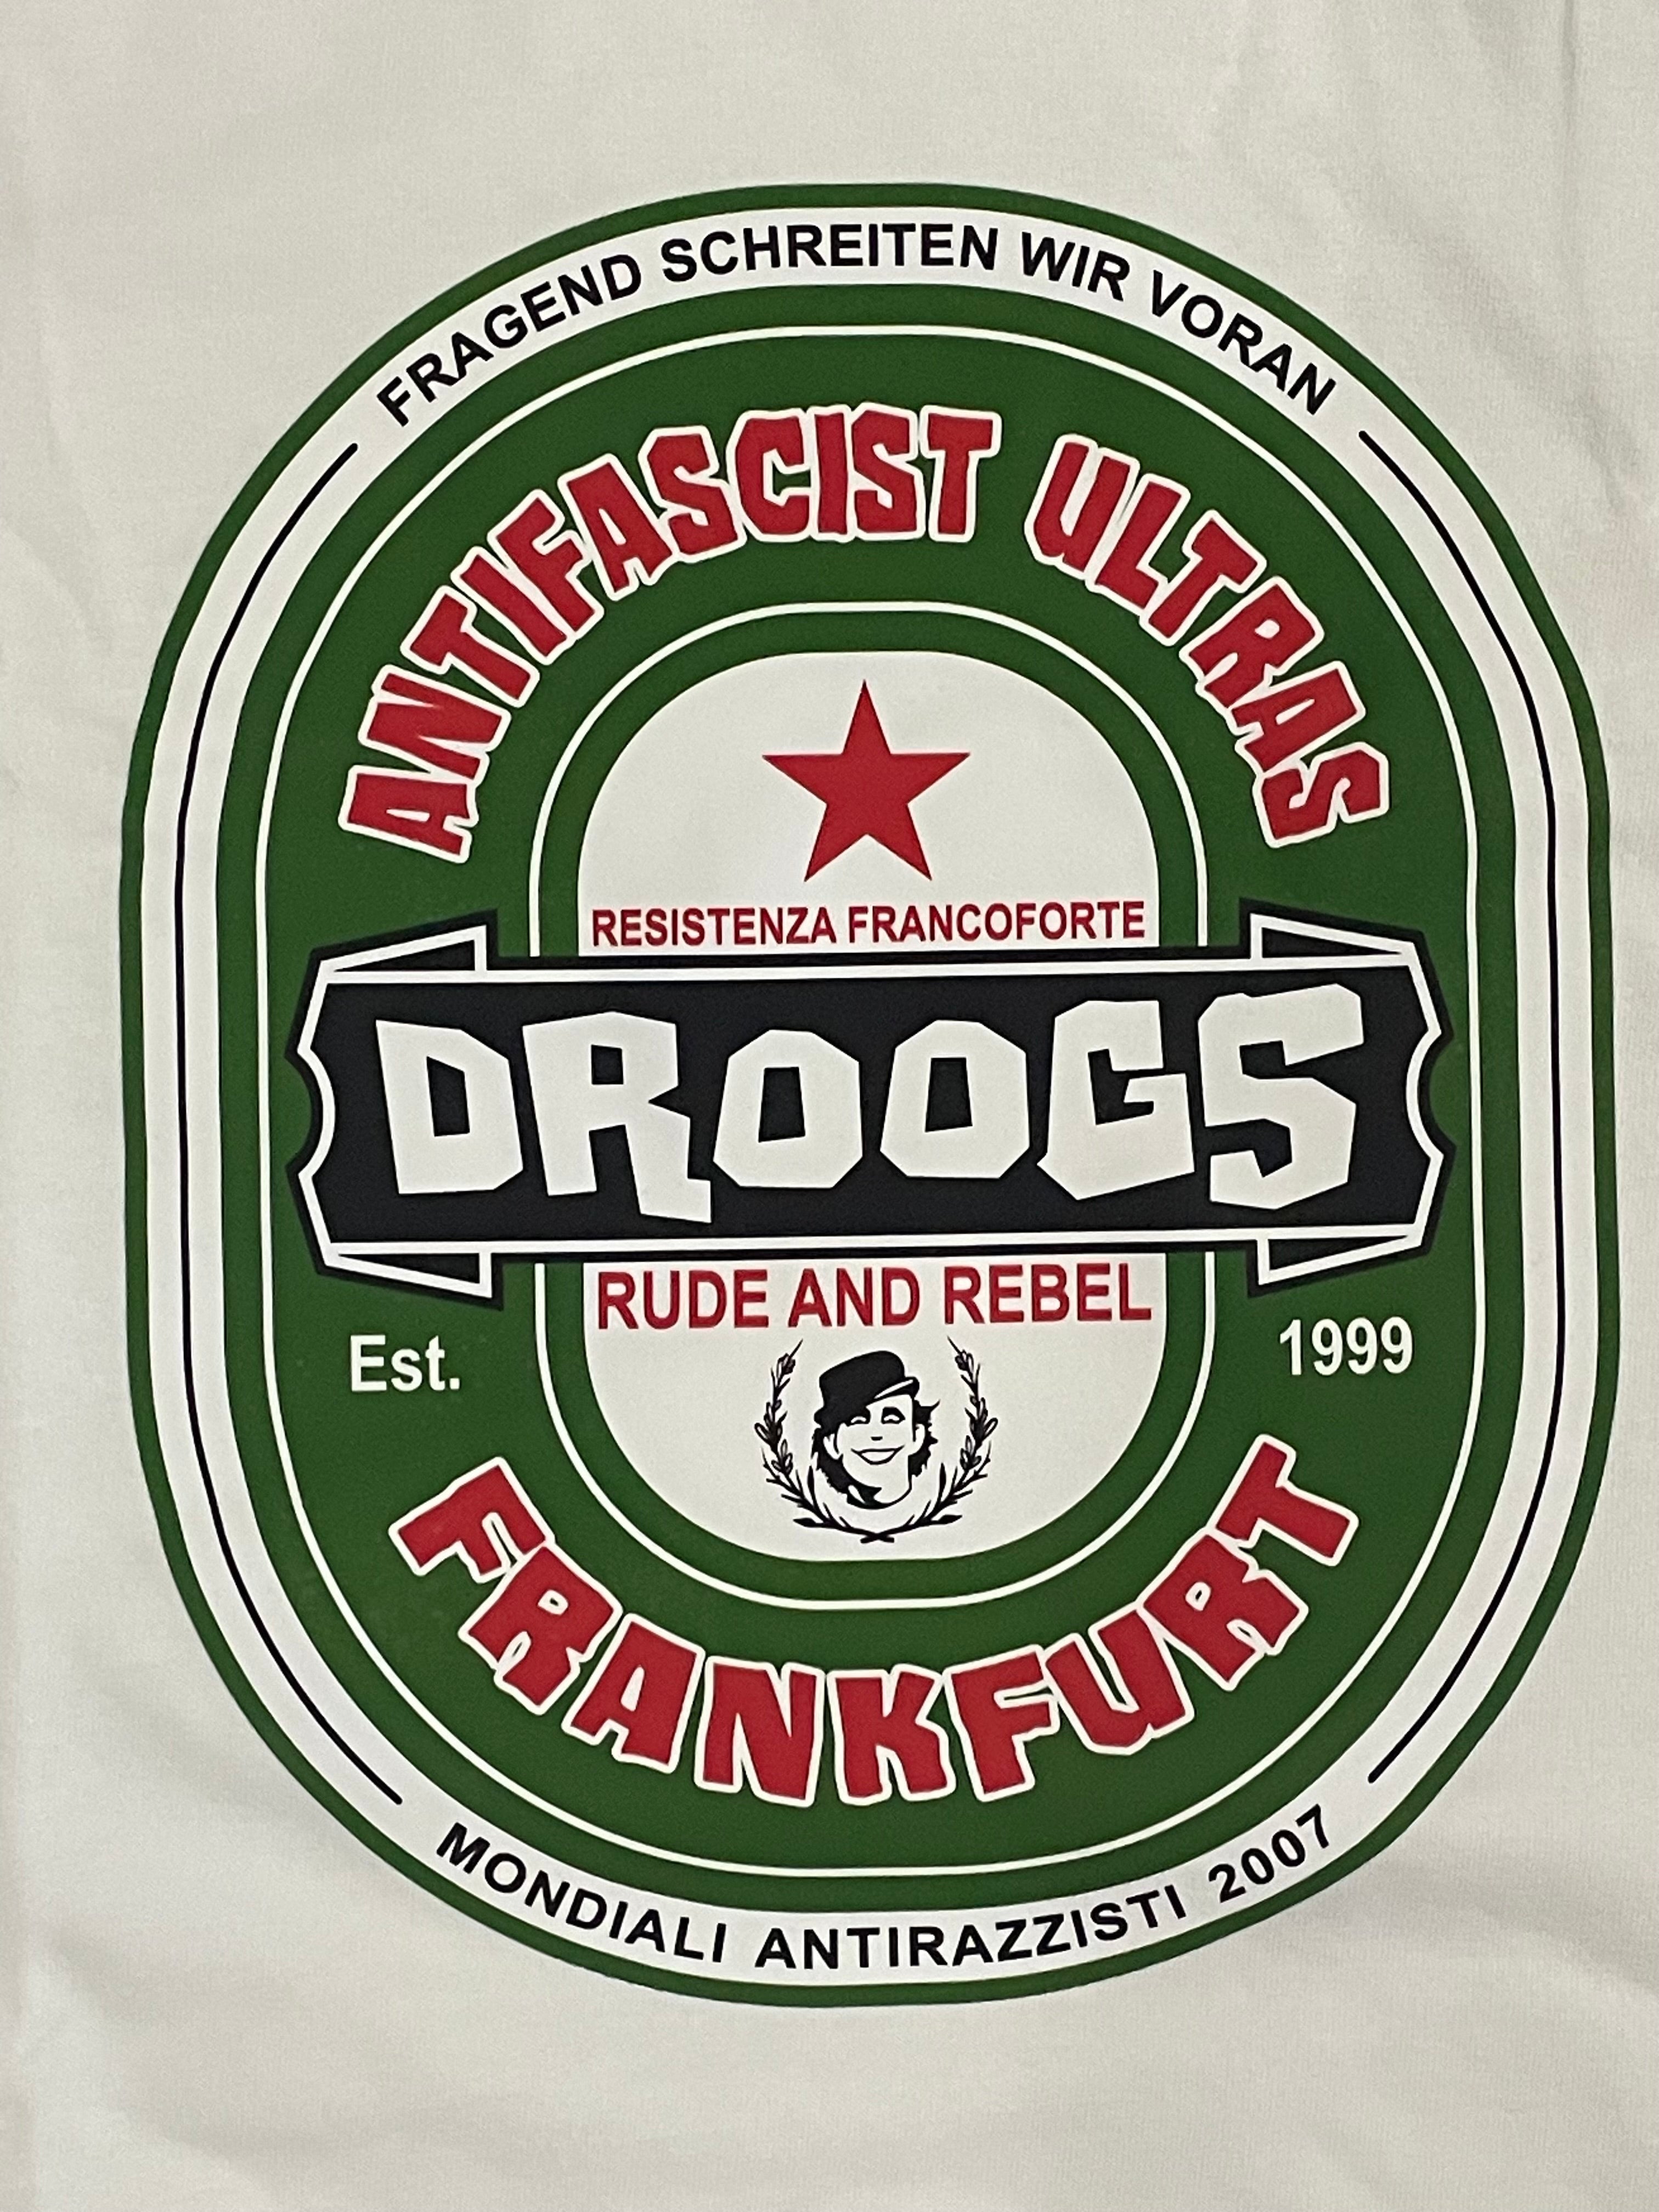 FRAGEND SCHREITEN WIR VORAN
ANTIFASCIST ULTRAS
RESISTENZA FRANCOFORTE
DROOGS
RUDE AND REBEL
Est. 1999
FRANKFURT
MONDIALI ANTIRAZZISTI 2007